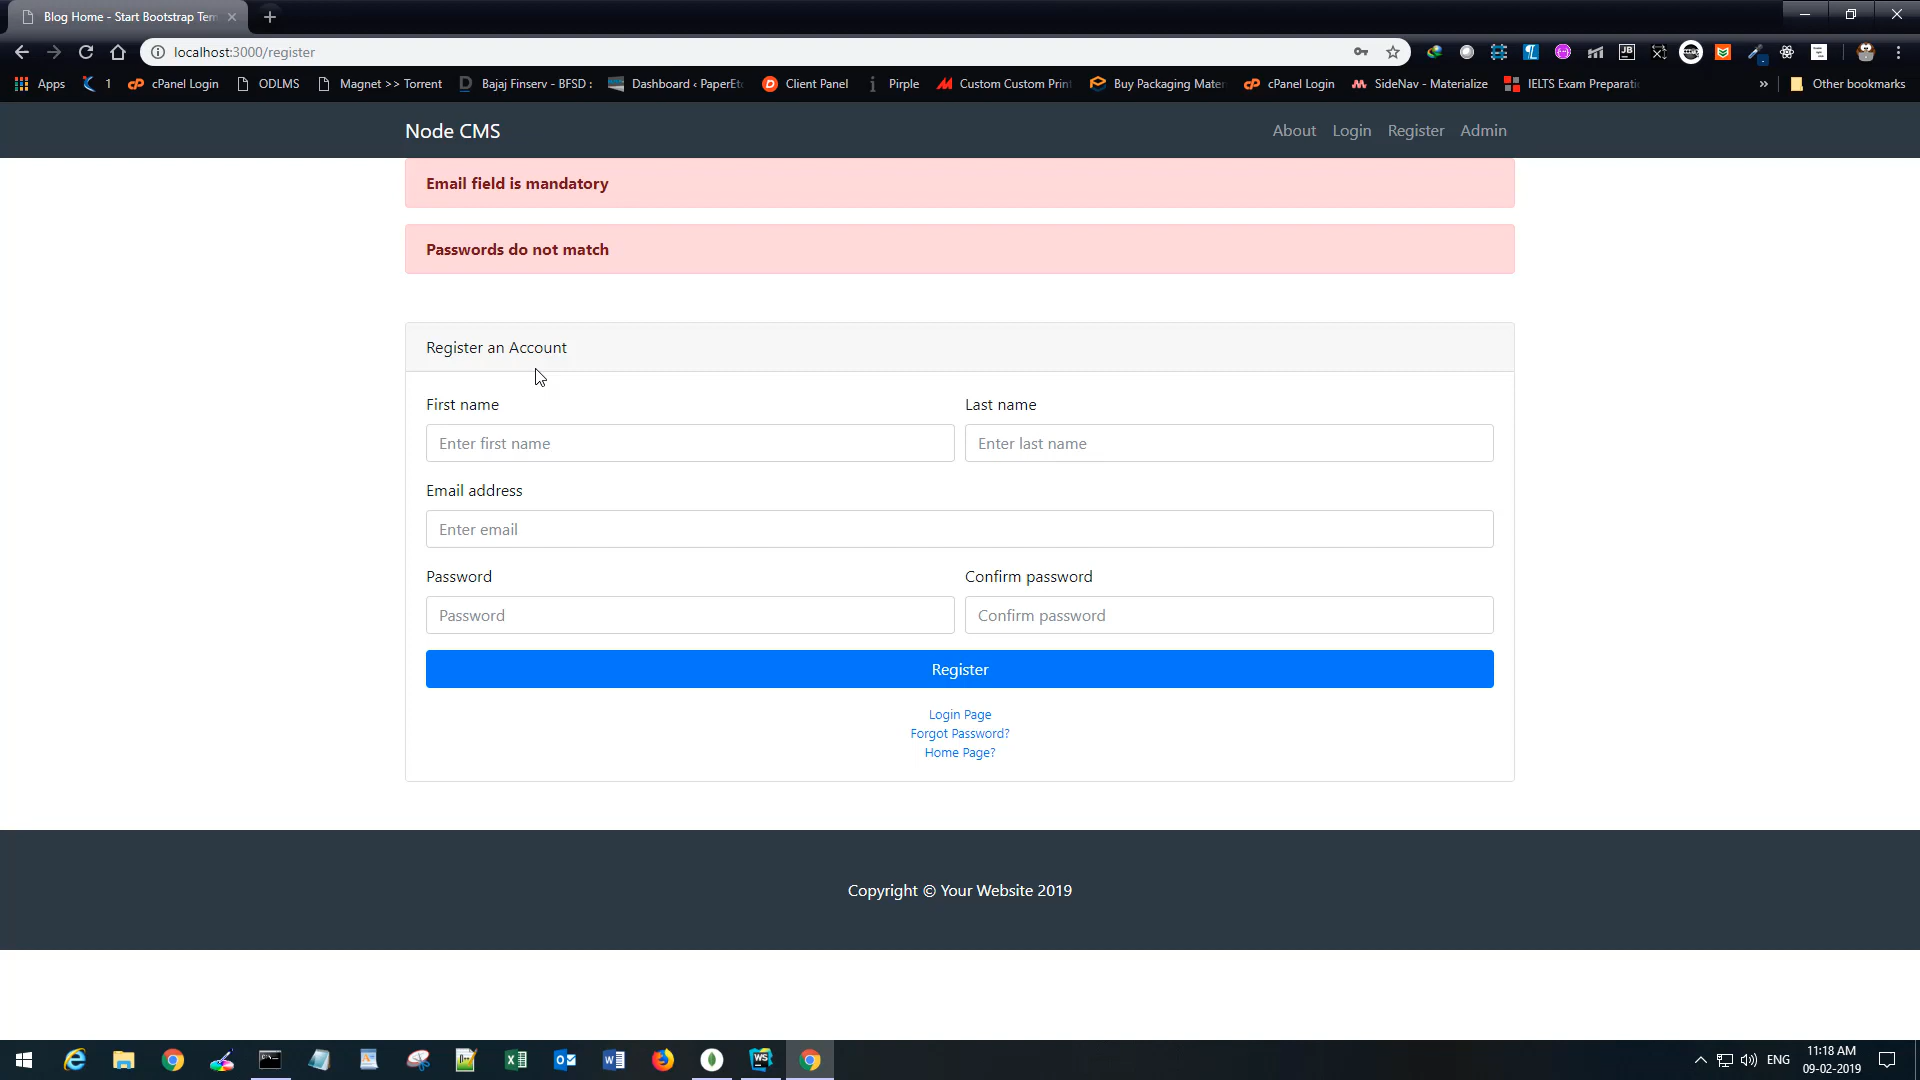 Blog Home - Start Bootstrap Tem
localhost:3000/register
Apps
1
cPanel Login
ODLMS
Magnet >> Torrent
Bajaj Finserv - BFSD :
Dashboard ‹ PaperEtc
Client Panel
Pirple
Custom Custom Print
Buy Packaging Mater
cPanel Login
SideNav - Materialize
IELTS Exam Preparati
»
Other bookmarks
Node CMS
About Login Register Admin
Email field is mandatory
Passwords do not match
Register an Account
First name
Last name
Enter first name
Enter last name
Email address
Enter email
Password
Confirm password
Password
Confirm password
Register
Login Page
Forgot Password?
Home Page?
Copyright © Your Website 2019
ENG
11:18 AM
09-02-2019